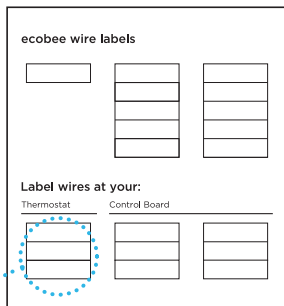 ecobee wire labels
Label wires at your:
Thermostat
Control Board